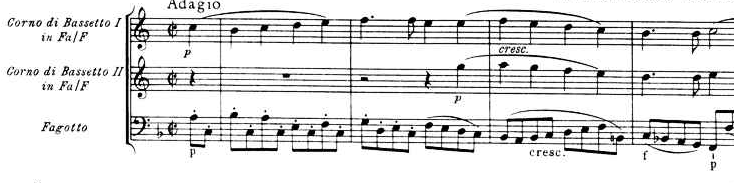 Adagio
Corno di Bassetto I
in Fa/F
p
cresc.
Corno di Bassetto II
in Fa/F
p
Fagotto
p
cresc.
f
p